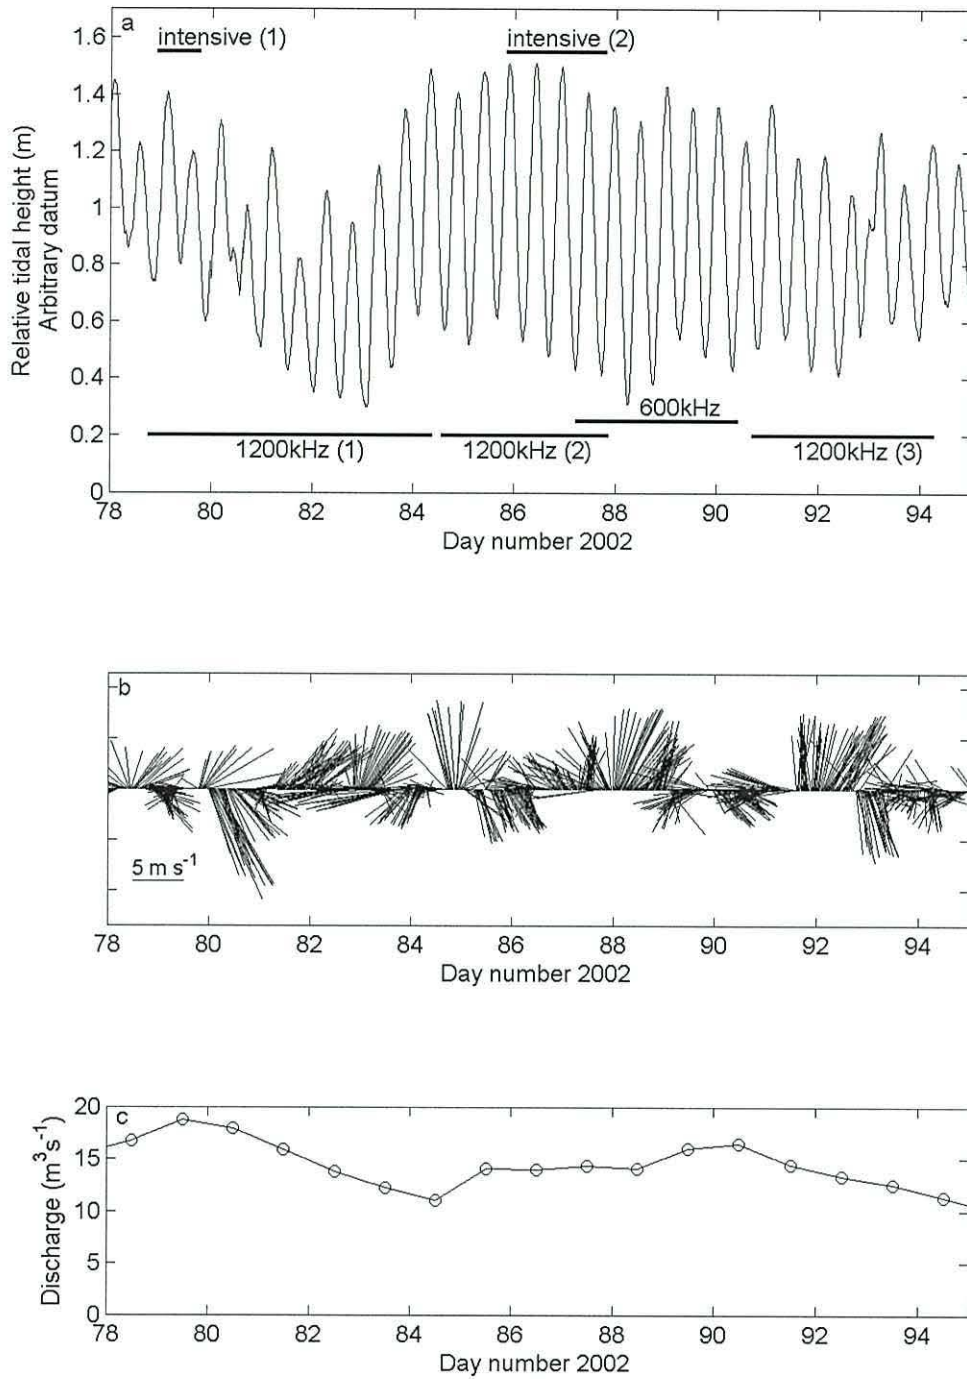 a
intensive (1)
intensive (2)
1.6
1.4
1.2
1
0.8
0.6
0.4
0.2
0
Relative tidal height (m)
Arbitrary datum
600kHz
1200kHz (1)
1200kHz (2)
1200kHz (3)
78 80 82 84 86 88 90 92 94
Day number 2002
b
5 m s⁻¹
78 80 82 84 86 88 90 92 94
Day number 2002
c
20
15
10
5
0
Discharge (m³s⁻¹)
78 80 82 84 86 88 90 92 94
Day number 2002